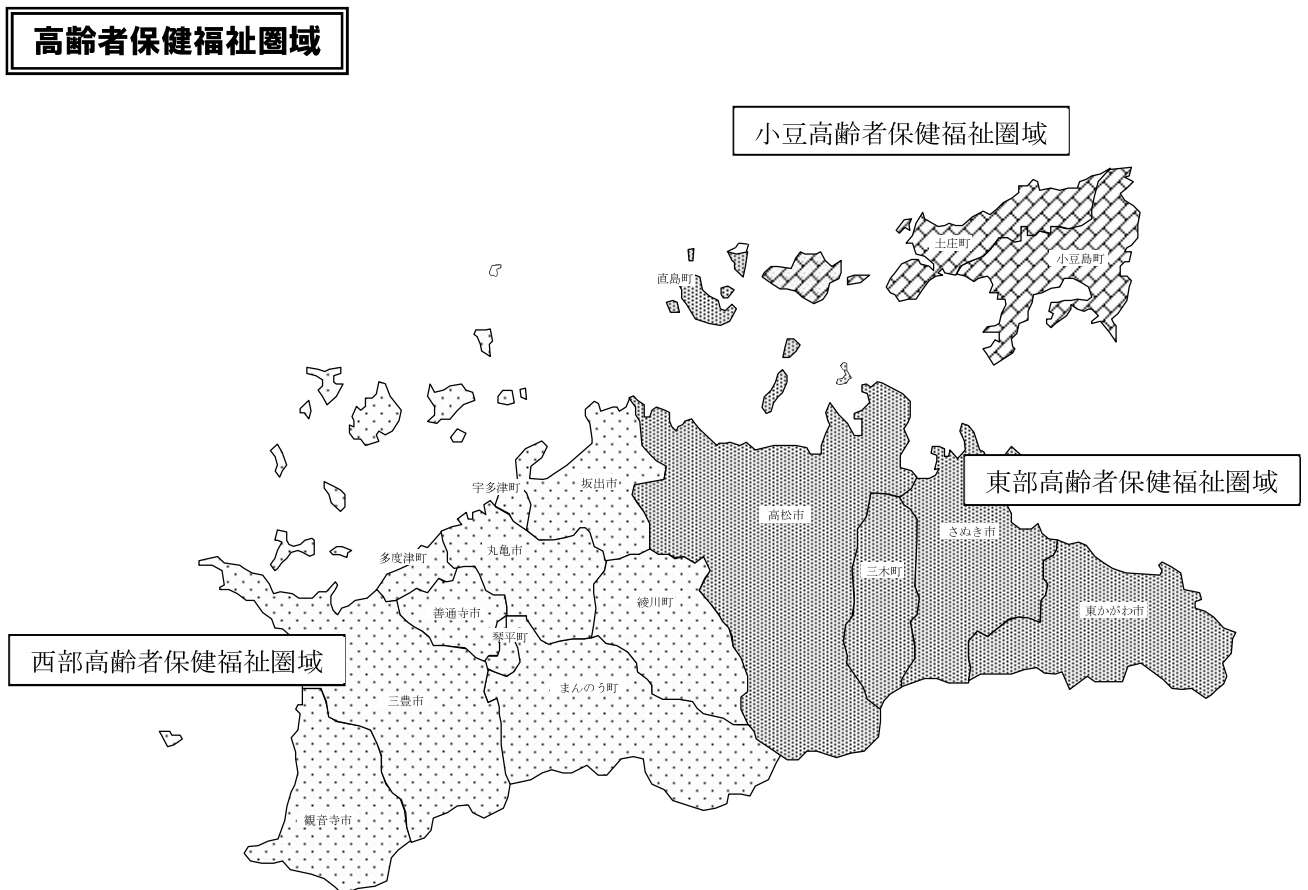 高齢者保健福祉圏域
小豆高齢者保健福祉圏域
土庄町
小豆島町
直島町
東部高齢者保健福祉圏域
宇多津町
坂出市
高松市
さぬき市
多度津町
丸亀市
三木町
善通寺市
綾川町
東かがわ市
琴平町
西部高齢者保健福祉圏域
まんのう町
三豊市
観音寺市